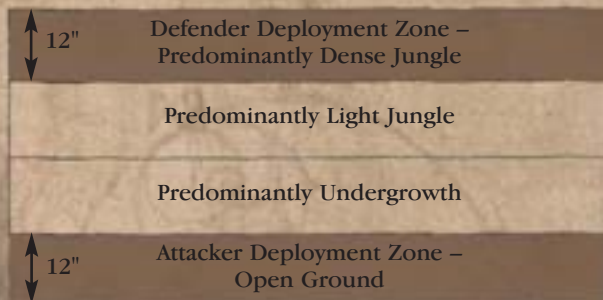 12"
Defender Deployment Zone –
Predominantly Dense Jungle
Predominantly Light Jungle
Predominantly Undergrowth
12"
Attacker Deployment Zone –
Open Ground